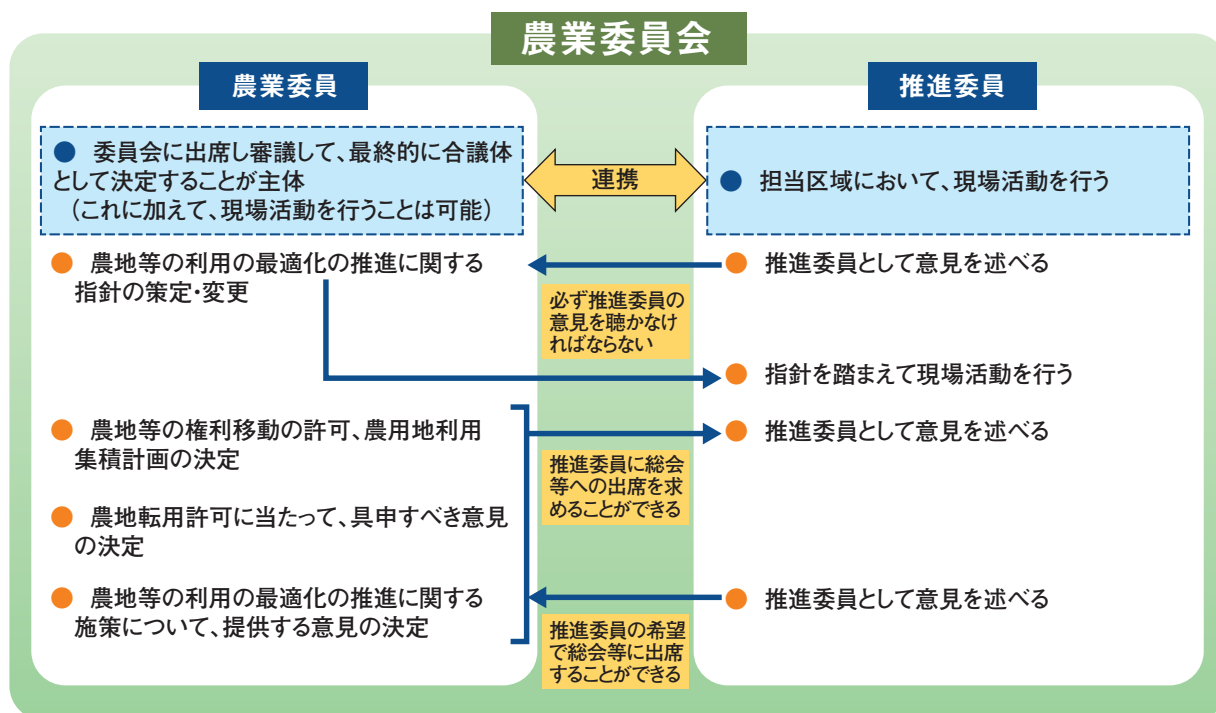 農業委員会
農業委員
● 委員会に出席し審議して、最終的に合議体
として決定することが主体
(これに加えて、現場活動を行うことは可能)
連携
推進委員
● 担当区域において、現場活動を行う
● 農地等の利用の最適化の推進に関する
指針の策定・変更
必ず推進委員の
意見を聴かなけ
ればならない
● 推進委員として意見を述べる
● 指針を踏まえて現場活動を行う
● 農地等の権利移動の許可、農用地利用
集積計画の決定
推進委員に総会
等への出席を求
めることができる
● 推進委員として意見を述べる
● 農地転用許可に当たって、具申すべき意見
の決定
● 農地等の利用の最適化の推進に関する
施策について、提供する意見の決定
推進委員の希望
で総会等に出席
することができる
● 推進委員として意見を述べる